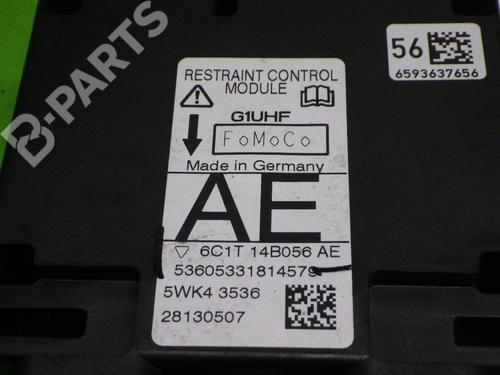 B-PARTS
56
6593637656
RESTRAINT CONTROL
MODULE
G1UHF
FoMoCo
Made in Germany
AE
6C1T 14B056 AE
53605331814579
5WK4 3536
28130507